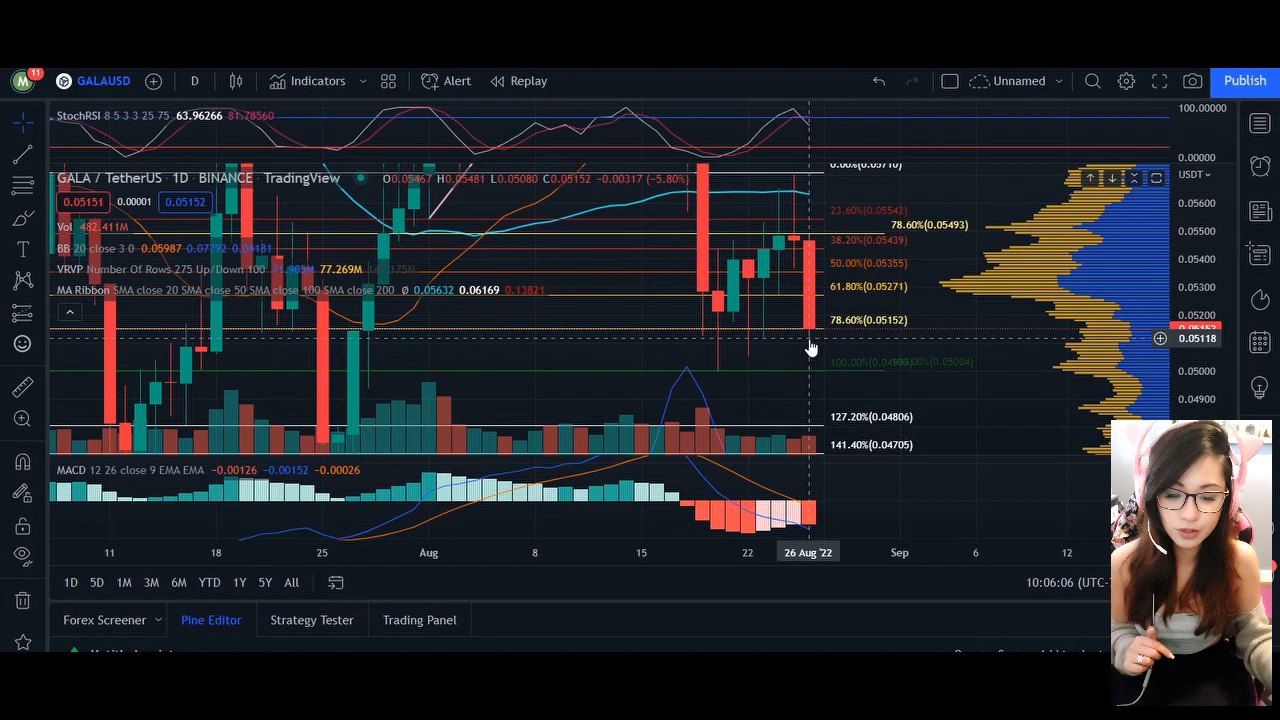 M 11 GALAUSD D Indicators Alert Replay Unnamed Publish
StochRSI 8 5 3 3 25 75 63.96266 81.78560
100.00000
0.00000
GALA / TetherUS · 1D · BINANCE · TradingView O0.05467 H0.05481 L0.05080 C0.05152 −0.00317 (−5.80%)
0.00%(0.05710)
USDT
0.05151 0.00001 0.05152
0.05600
23.60%(0.05542)
Vol 482.411M
78.60%(0.05493)
0.05500
38.20%(0.05439)
BB 20 close 3 0 0.05987 0.07792 0.04181
0.05400
50.00%(0.05355)
VRVP Number Of Rows 275 Up/Down 100 71.905M 77.269M
MA Ribbon SMA close 20 SMA close 50 SMA close 100 SMA close 200 Ø 0.05632 0.06169 0.13821
61.80%(0.05271)
0.05300
0.05200
78.60%(0.05152)
0.05152
0.05118
100.00%(0.05004)
0.05000
0.04900
127.20%(0.04806)
141.40%(0.04705)
MACD 12 26 close 9 EMA EMA −0.00126 −0.00152 −0.00026
11 18 25 Aug 8 15 22 26 Aug '22 Sep 6 12
1D 5D 1M 3M 6M YTD 1Y 5Y All 10:06:06 (UTC-
Forex Screener Pine Editor Strategy Tester Trading Panel